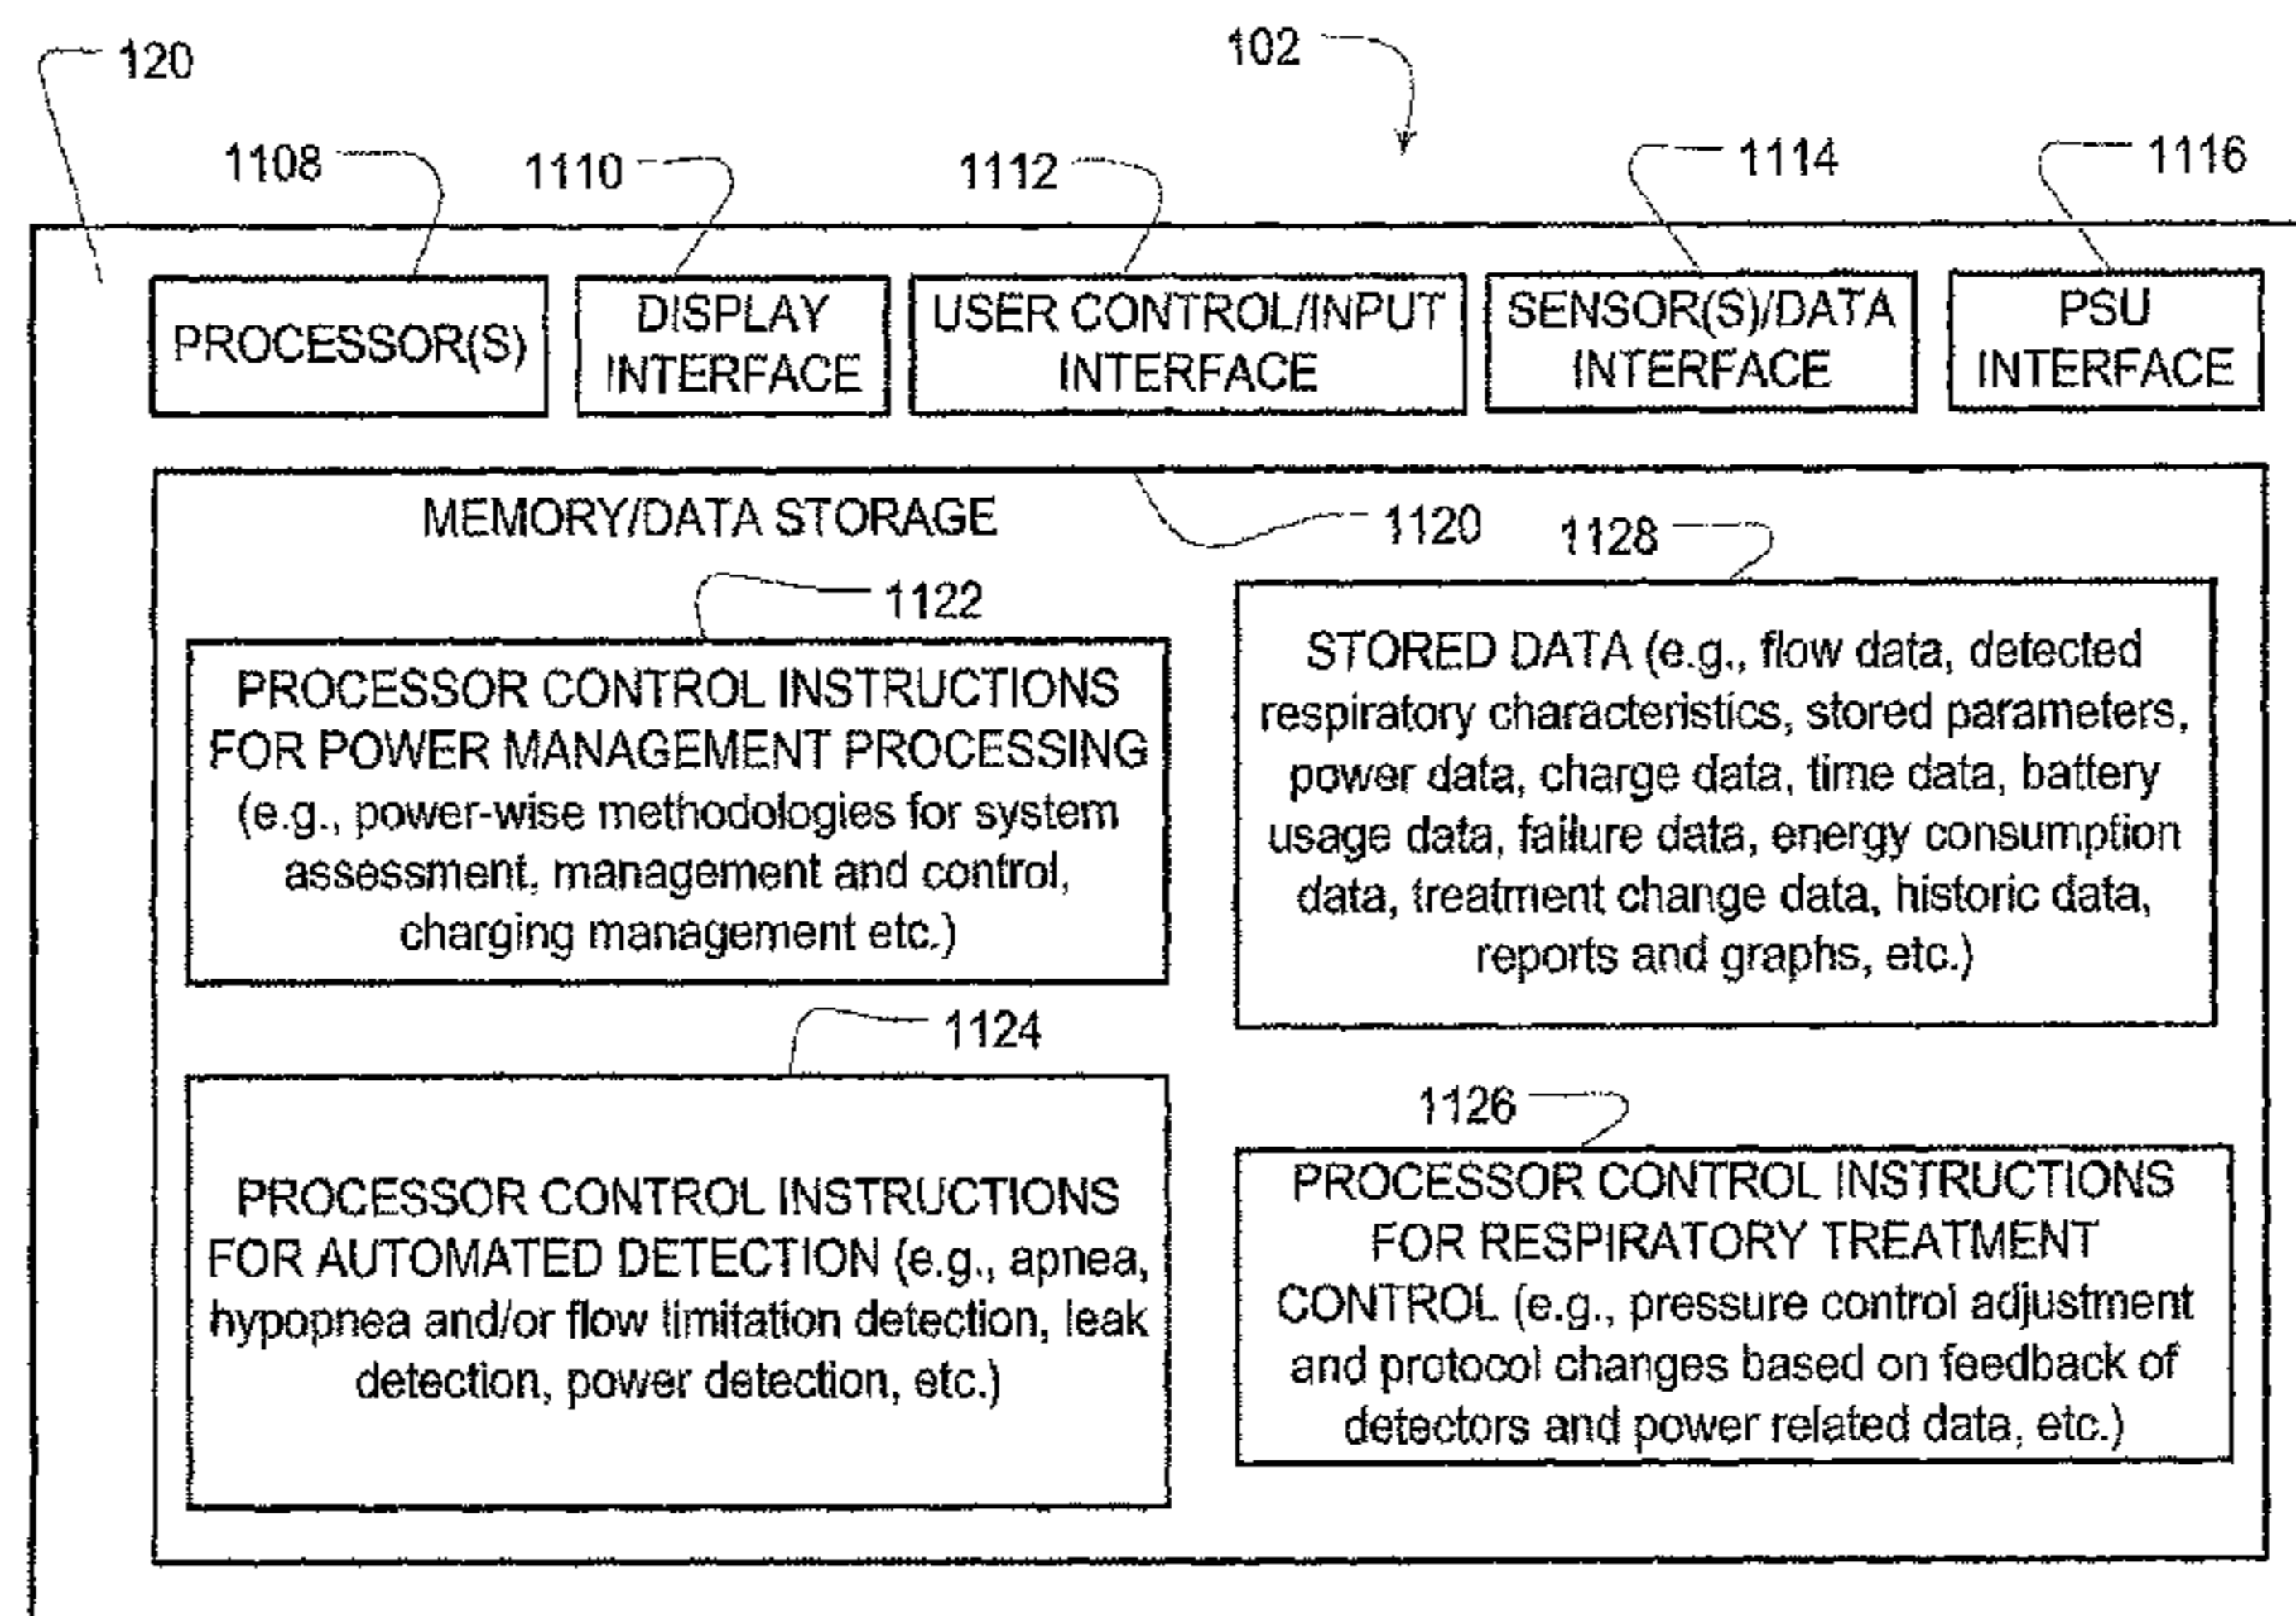 120
102
1108
1110
1112
1114
1116
PROCESSOR(S)
DISPLAY
INTERFACE
USER CONTROL/INPUT
INTERFACE
SENSOR(S)/DATA
INTERFACE
PSU
INTERFACE
MEMORY/DATA STORAGE
1120
1128
1122
PROCESSOR CONTROL INSTRUCTIONS
FOR POWER MANAGEMENT PROCESSING
(e.g., power-wise methodologies for system
assessment, management and control,
charging management etc.)
STORED DATA (e.g., flow data, detected
respiratory characteristics, stored parameters,
power data, charge data, time data, battery
usage data, failure data, energy consumption
data, treatment change data, historic data,
reports and graphs, etc.)
1124
PROCESSOR CONTROL INSTRUCTIONS
FOR AUTOMATED DETECTION (e.g., apnea,
hypopnea and/or flow limitation detection, leak
detection, power detection, etc.)
1126
PROCESSOR CONTROL INSTRUCTIONS
FOR RESPIRATORY TREATMENT
CONTROL (e.g., pressure control adjustment
and protocol changes based on feedback of
detectors and power related data, etc.)